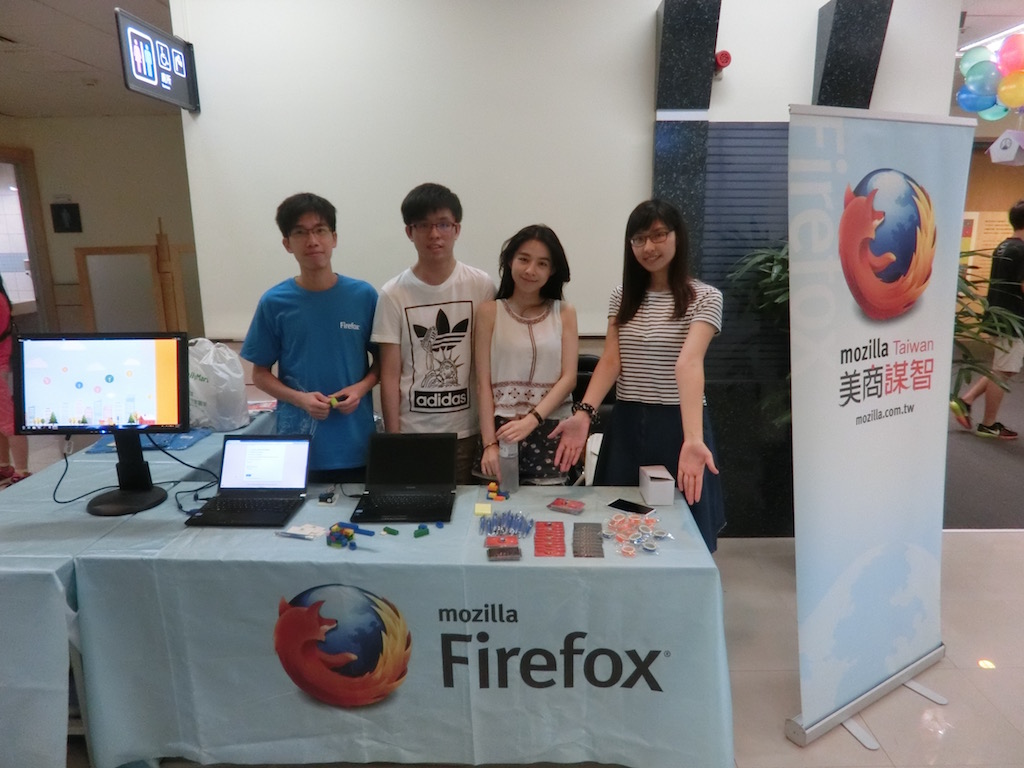 Firefox
Firefox
mozilla Taiwan
美商謀智
mozilla.com.tw
adidas
mozilla
Firefox